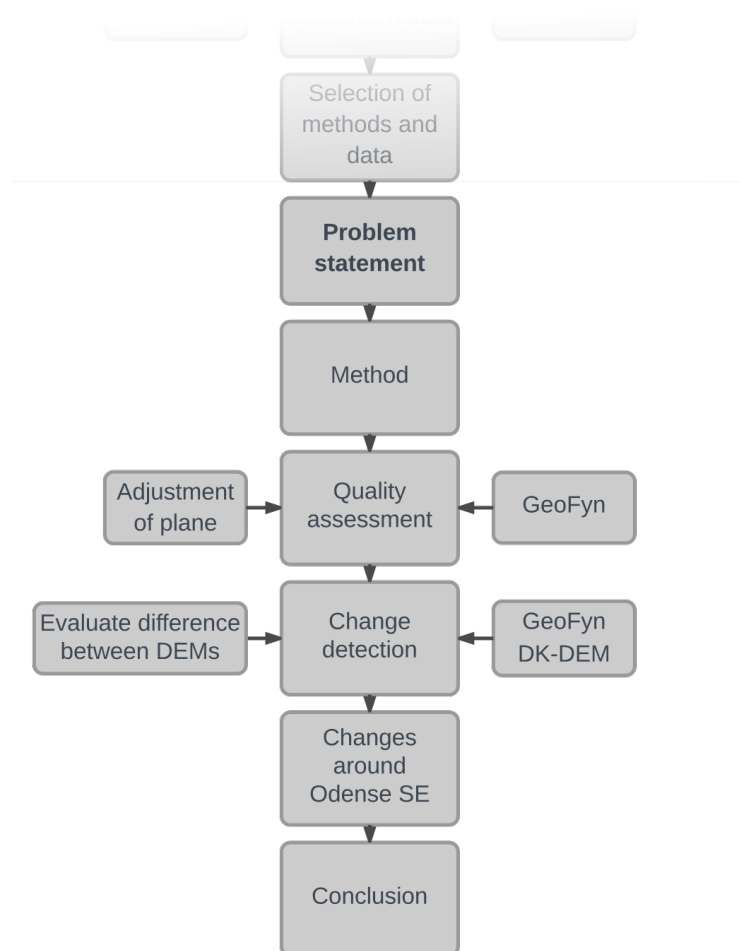 Selection of
methods and
data
Problem
statement
Method
Adjustment
of plane
Quality
assessment
GeoFyn
Evaluate difference
between DEMs
Change
detection
GeoFyn
DK-DEM
Changes
around
Odense SE
Conclusion